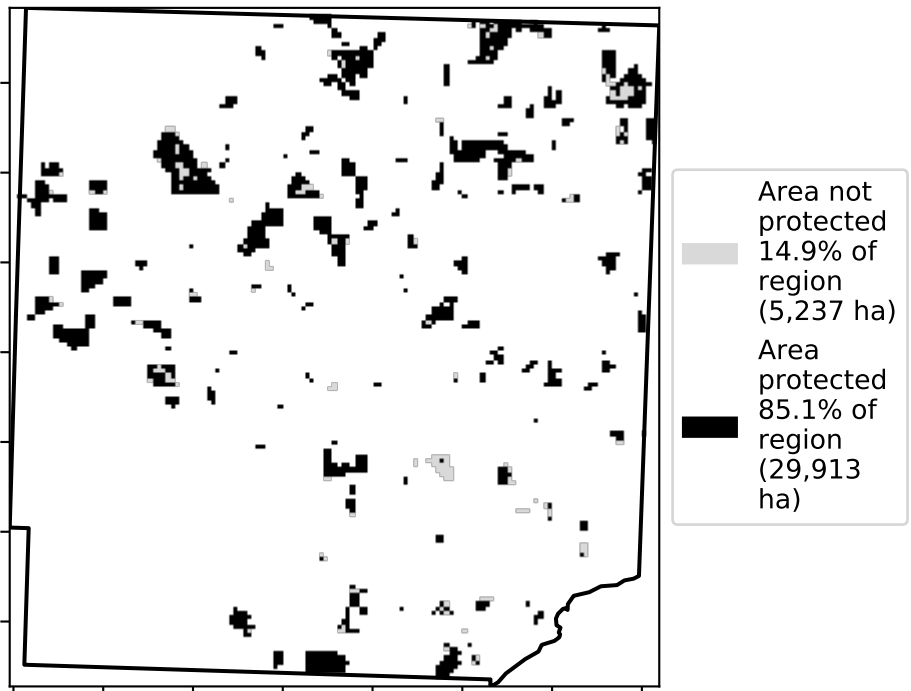 Area not
protected
14.9% of
region
(5,237 ha)
Area
protected
85.1% of
region
(29,913
ha)